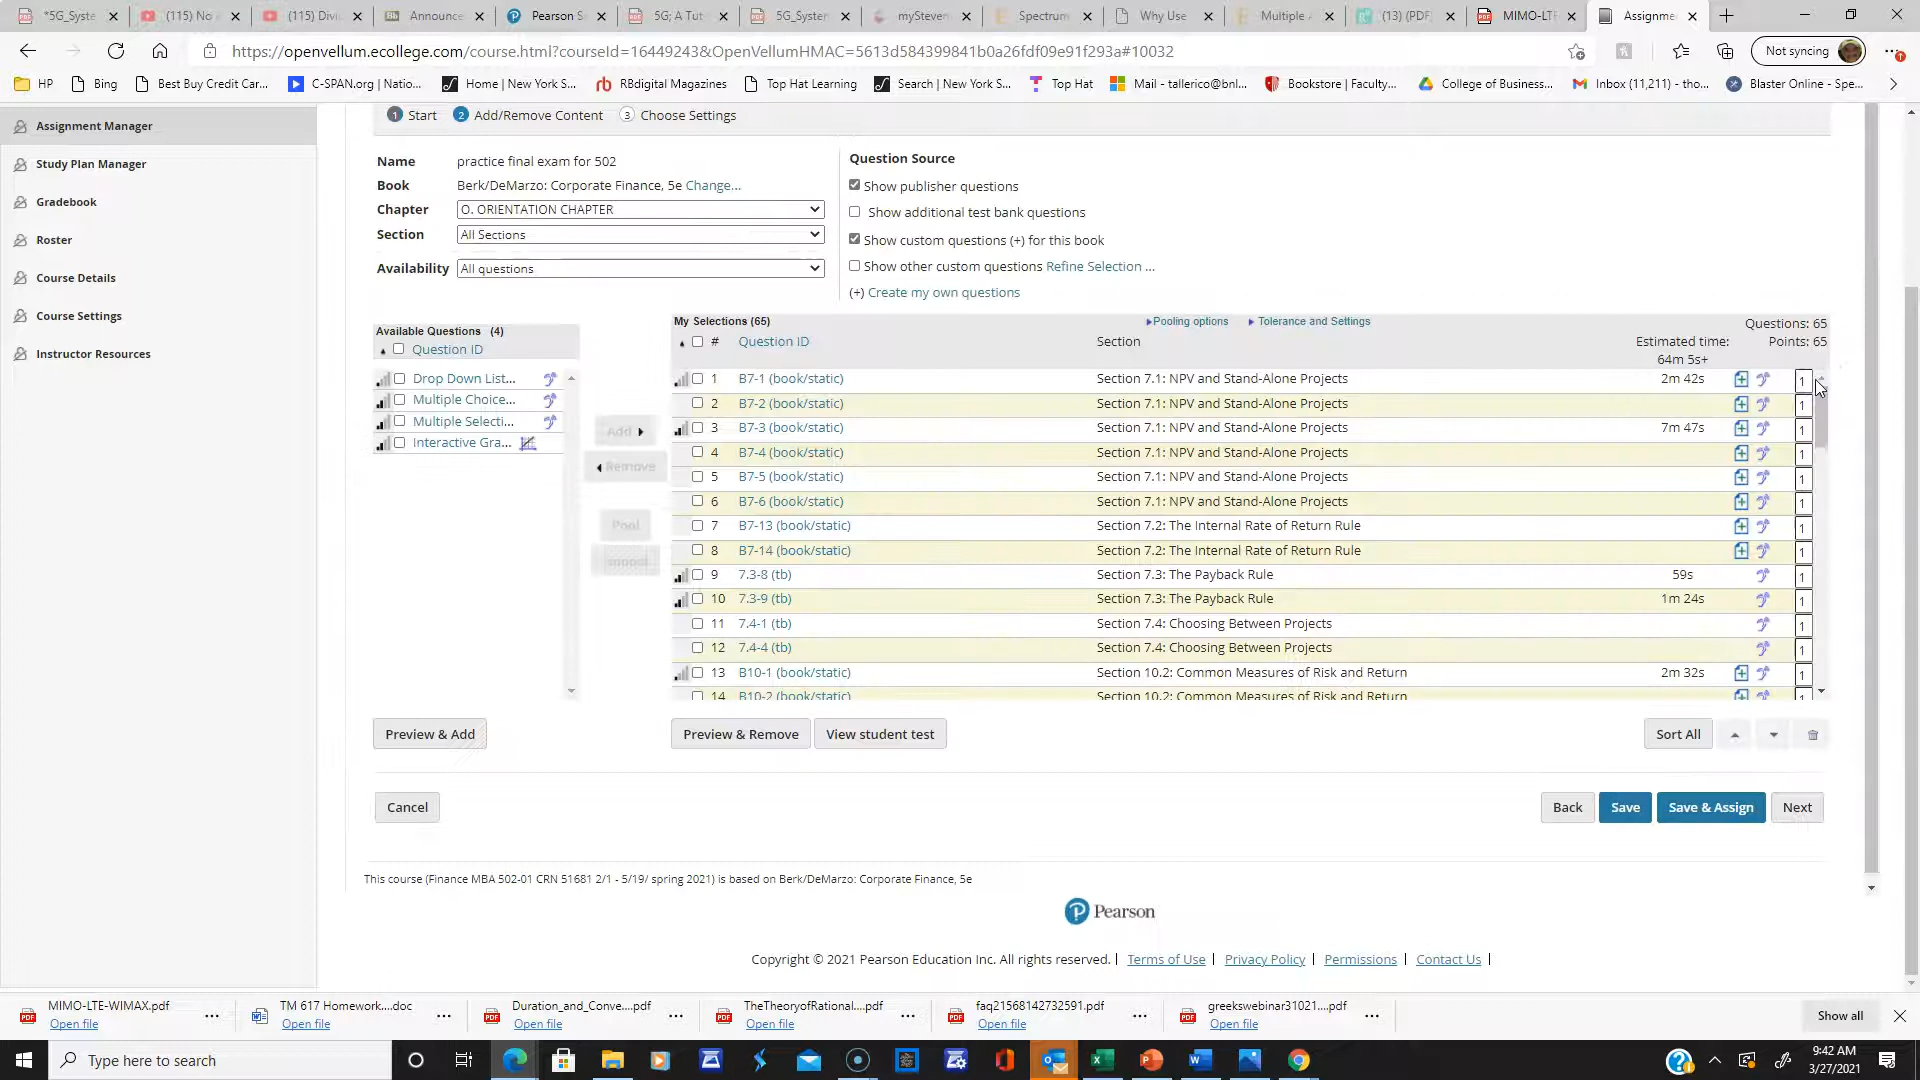 *5G_Syste
(115) No
(115) Divi
Announce
Pearson S
5G; A Tut
5G_System
mySteven
Spectrum
Why Use
Multiple
(13) (PDF)
MIMO-LTE
Assignme
https://openvellum.ecollege.com/course.html?courseId=16449243&OpenVellumHMAC=5613d584399841b0a26fdf09e91f293a#10032
Not syncing
HP
Bing
Best Buy Credit Car...
C-SPAN.org | Natio...
Home | New York S...
RBdigital Magazines
Top Hat Learning
Search | New York S...
Top Hat
Mail - tallerico@bnl...
Bookstore | Faculty...
College of Business...
Inbox (11,211) - tho...
Blaster Online - Spe...
Assignment Manager
Study Plan Manager
Gradebook
Roster
Course Details
Course Settings
Instructor Resources
1 Start 2 Add/Remove Content 3 Choose Settings
Name practice final exam for 502
Book Berk/DeMarzo: Corporate Finance, 5e Change...
Chapter O. ORIENTATION CHAPTER
Section All Sections
Availability All questions
Question Source
Show publisher questions
Show additional test bank questions
Show custom questions (+) for this book
Show other custom questions Refine Selection ...
(+) Create my own questions
Available Questions (4)
Question ID
Drop Down List...
Multiple Choice...
Multiple Selecti...
Interactive Gra...
Add
Remove
Pool
My Selections (65) Pooling options Tolerance and Settings Questions: 65
# Question ID Section Estimated time: Points: 65
64m 5s+
1 B7-1 (book/static) Section 7.1: NPV and Stand-Alone Projects 2m 42s 1
2 B7-2 (book/static) Section 7.1: NPV and Stand-Alone Projects 1
3 B7-3 (book/static) Section 7.1: NPV and Stand-Alone Projects 7m 47s 1
4 B7-4 (book/static) Section 7.1: NPV and Stand-Alone Projects 1
5 B7-5 (book/static) Section 7.1: NPV and Stand-Alone Projects 1
6 B7-6 (book/static) Section 7.1: NPV and Stand-Alone Projects 1
7 B7-13 (book/static) Section 7.2: The Internal Rate of Return Rule 1
8 B7-14 (book/static) Section 7.2: The Internal Rate of Return Rule 1
9 7.3-8 (tb) Section 7.3: The Payback Rule 59s 1
10 7.3-9 (tb) Section 7.3: The Payback Rule 1m 24s 1
11 7.4-1 (tb) Section 7.4: Choosing Between Projects 1
12 7.4-4 (tb) Section 7.4: Choosing Between Projects 1
13 B10-1 (book/static) Section 10.2: Common Measures of Risk and Return 2m 32s 1
14 B10-2 (book/static) Section 10.2: Common Measures of Risk and Return 1
Preview & Add
Preview & Remove
View student test
Sort All
Cancel
Back
Save
Save & Assign
Next
This course (Finance MBA 502-01 CRN 51681 2/1 - 5/19/ spring 2021) is based on Berk/DeMarzo: Corporate Finance, 5e
Pearson
Copyright © 2021 Pearson Education Inc. All rights reserved. | Terms of Use | Privacy Policy | Permissions | Contact Us |
MIMO-LTE-WIMAX.pdf
Open file
TM 617 Homework....doc
Open file
Duration_and_Conve....pdf
Open file
TheTheoryofRational....pdf
Open file
faq21568142732591.pdf
Open file
greekswebinar31021....pdf
Open file
Show all
Type here to search
9:42 AM
3/27/2021